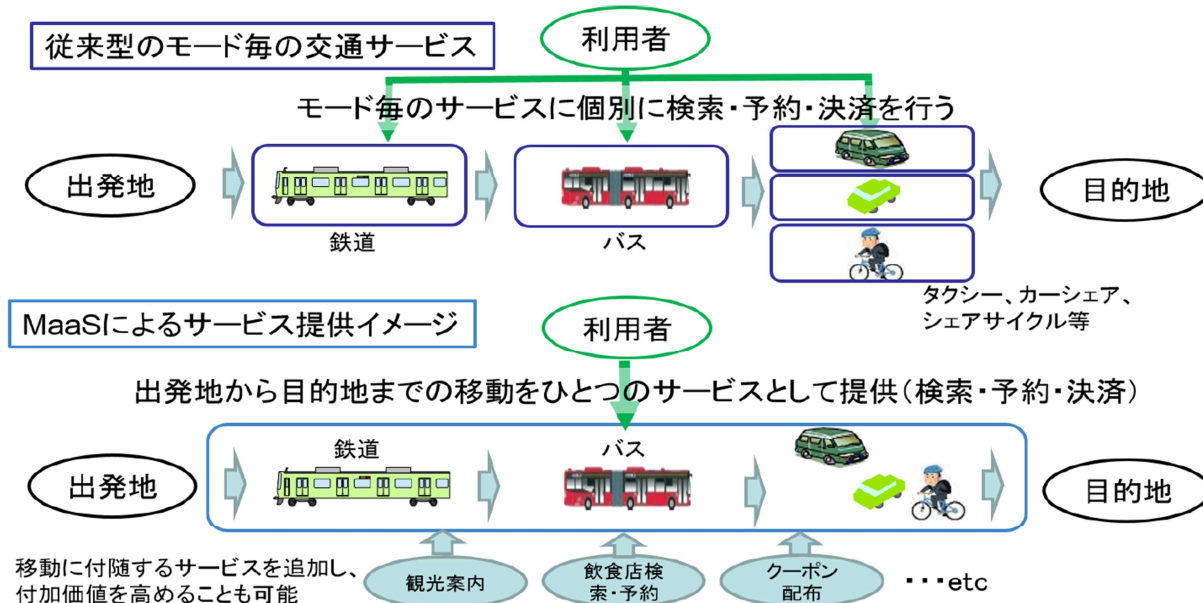 従来型のモード毎の交通サービス
利用者
モード毎のサービスに個別に検索・予約・決済を行う
出発地
目的地
鉄道
バス
タクシー、カーシェア、
シェアサイクル等
MaaSによるサービス提供イメージ
利用者
出発地から目的地までの移動をひとつのサービスとして提供(検索・予約・決済)
鉄道
バス
出発地
目的地
移動に付随するサービスを追加し、
付加価値を高めることも可能
観光案内
飲食店検
索・予約
クーポン
配布
・・・etc